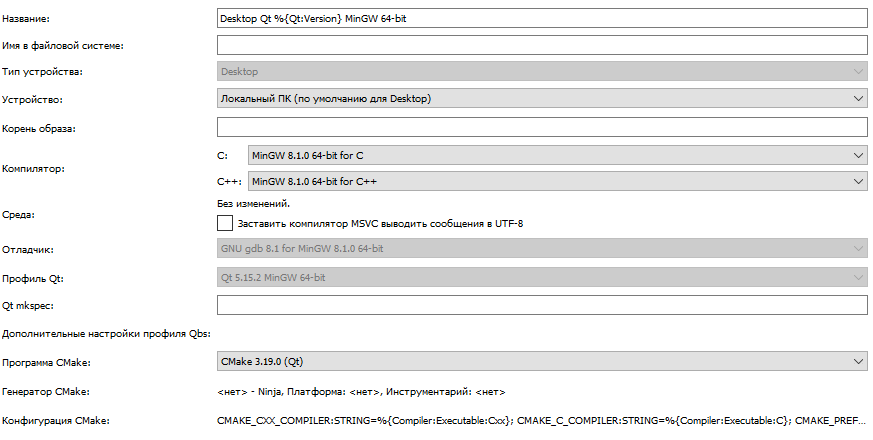 Название: Desktop Qt %{Qt:Version} MinGW 64-bit
Имя в файловой системе:
Тип устройства: Desktop
Устройство: Локальный ПК (по умолчанию для Desktop)
Корень образа:
Компилятор:
C: MinGW 8.1.0 64-bit for C
C++: MinGW 8.1.0 64-bit for C++
Среда:
Без изменений.
Заставить компилятор MSVC выводить сообщения в UTF-8
Отладчик: GNU gdb 8.1 for MinGW 8.1.0 64-bit
Профиль Qt: Qt 5.15.2 MinGW 64-bit
Qt mkspec:
Дополнительные настройки профиля Qbs:
Программа CMake: CMake 3.19.0 (Qt)
Генератор CMake: <нет> - Ninja, Платформа: <нет>, Инструментарий: <нет>
Конфигурация CMake: CMAKE_CXX_COMPILER:STRING=%{Compiler:Executable:Cxx}; CMAKE_C_COMPILER:STRING=%{Compiler:Executable:C}; CMAKE_PREF...